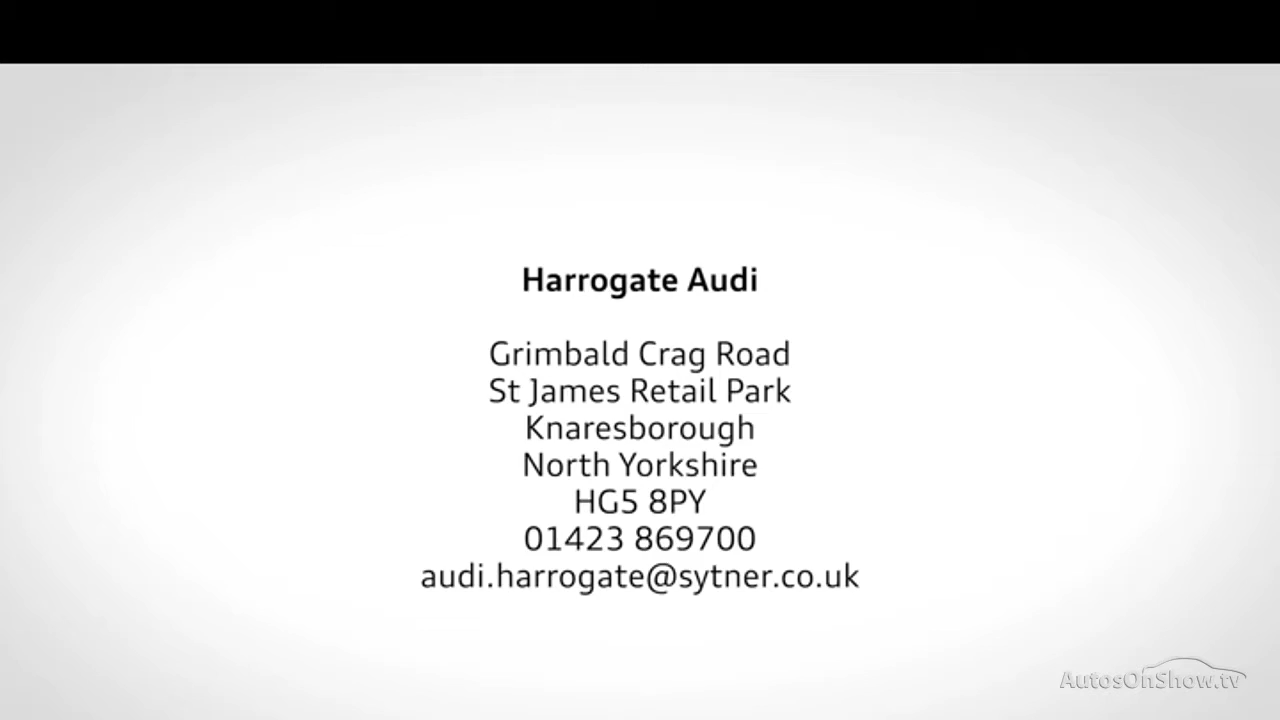 Harrogate Audi
Grimbald Crag Road
St James Retail Park
Knaresborough
North Yorkshire
HG5 8PY
01423 869700
audi.harrogate@sytner.co.uk
AutosOnShow.tv